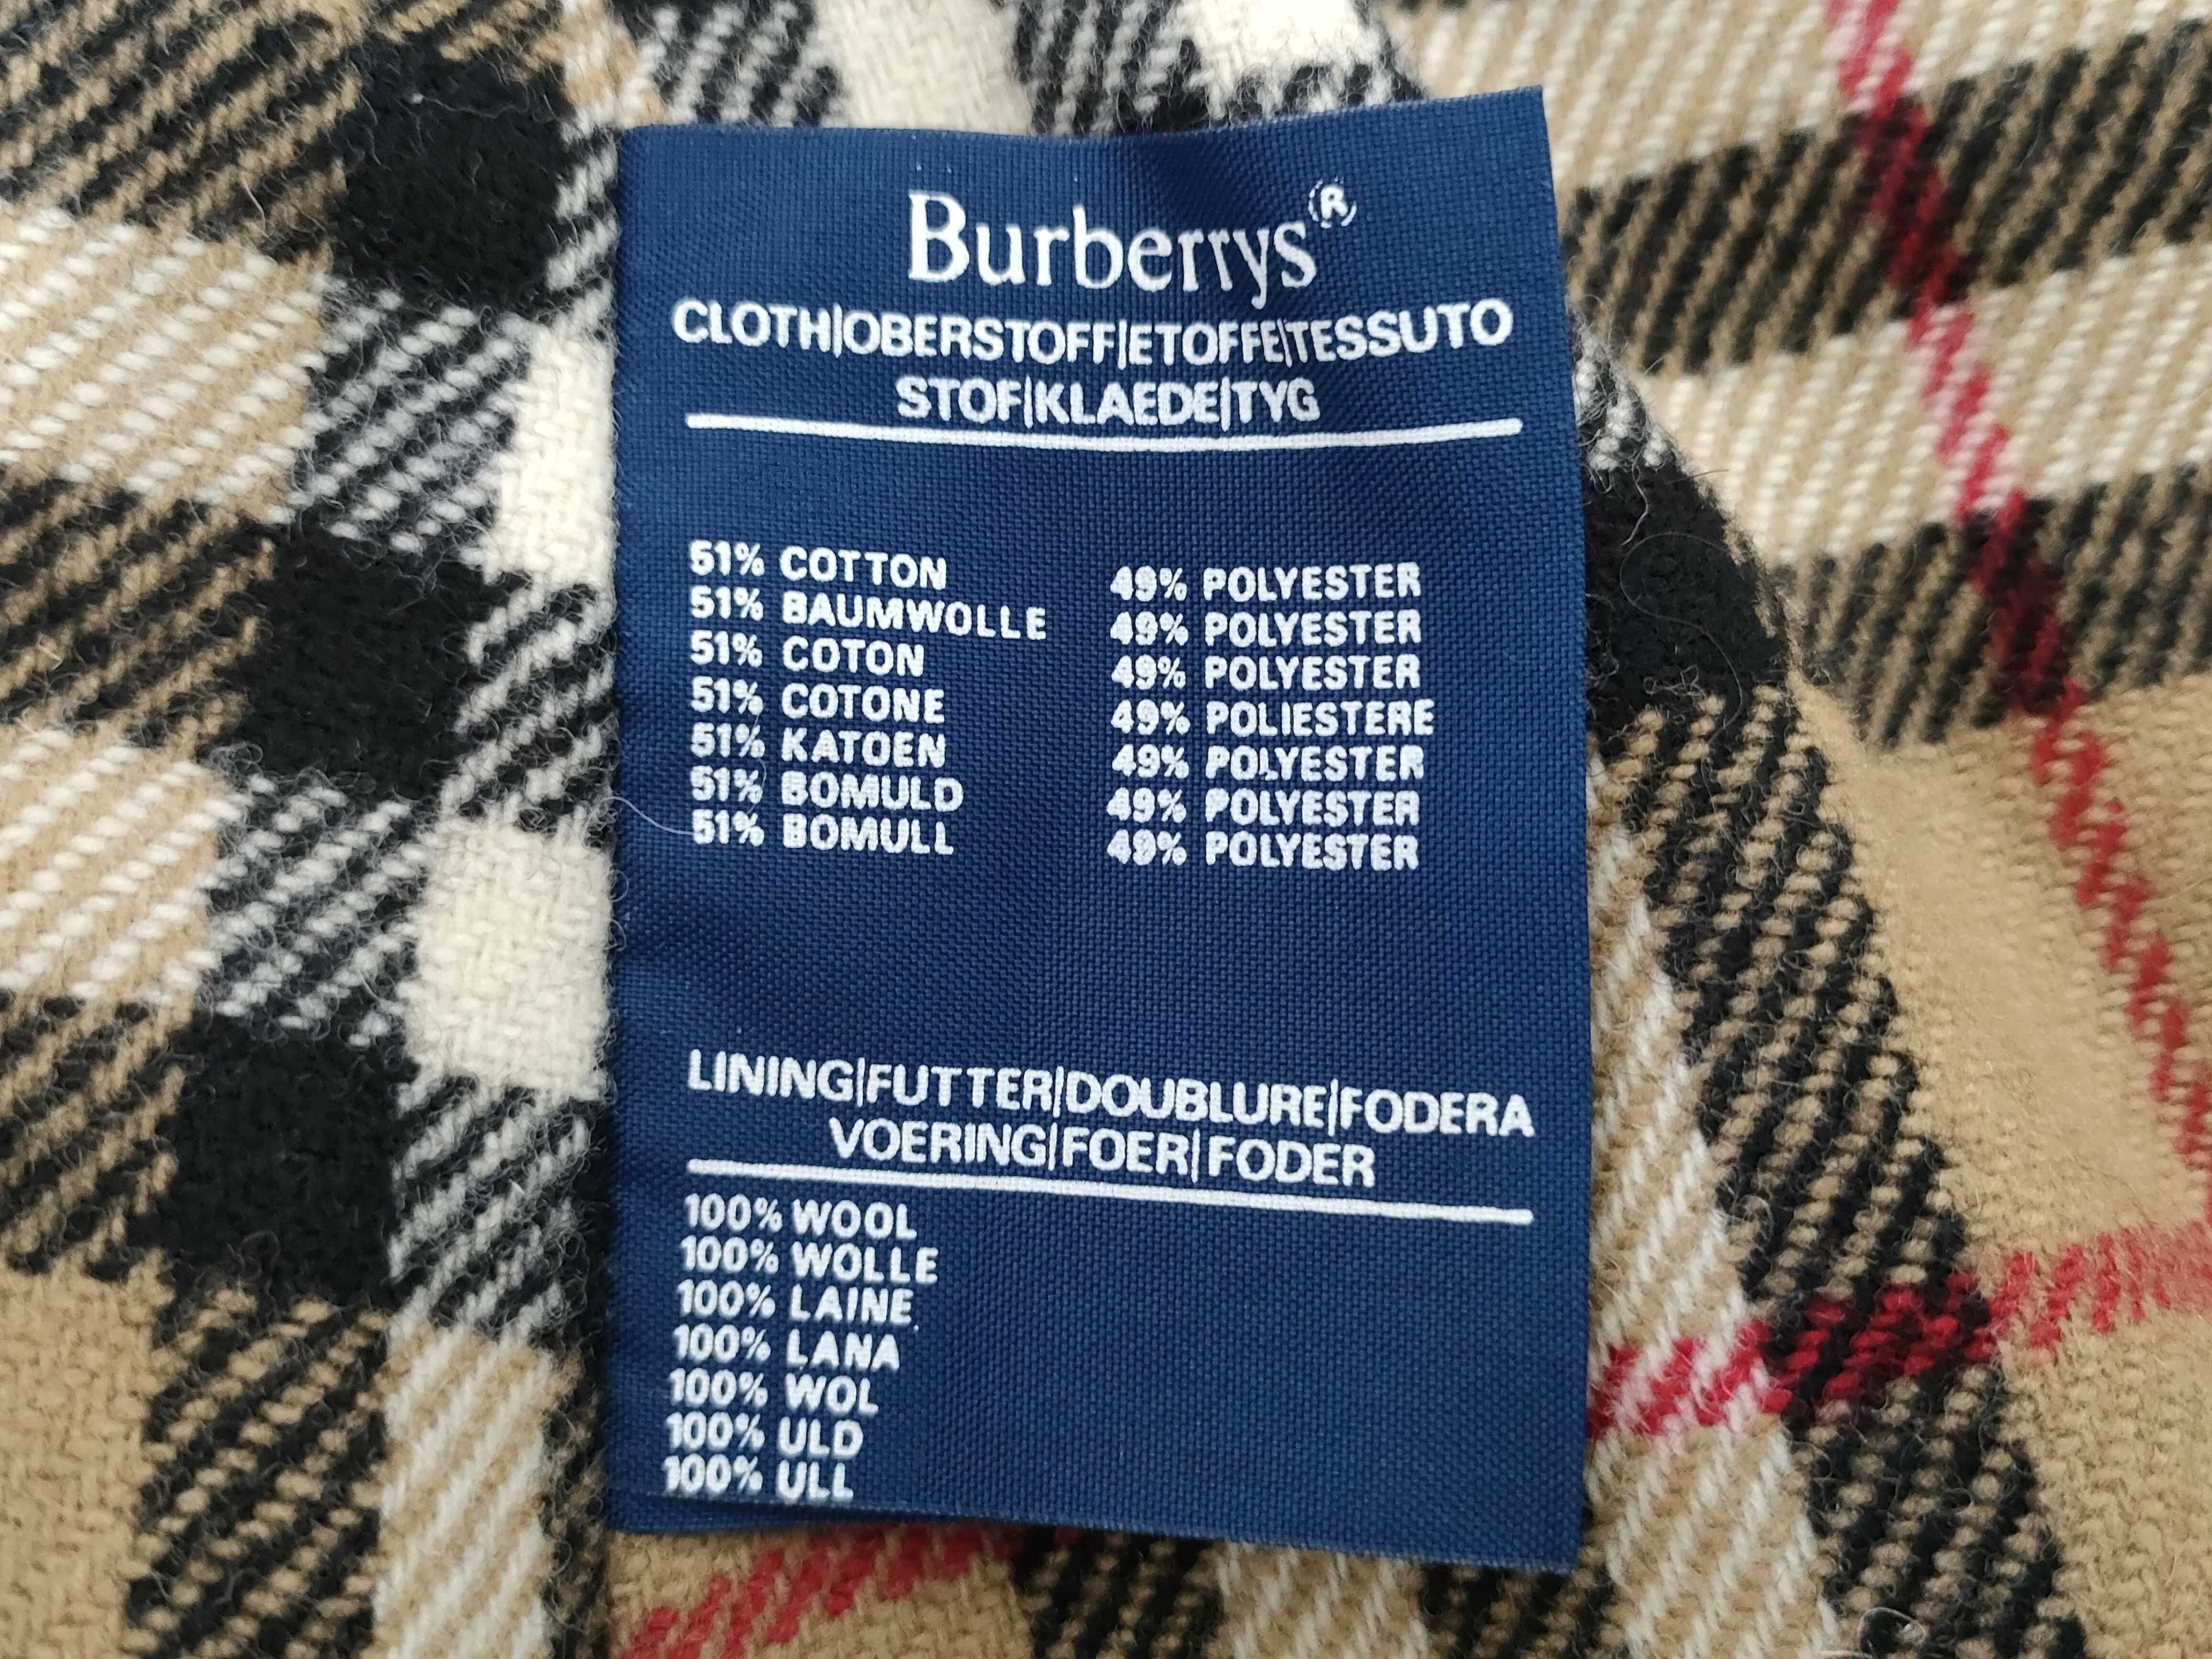 Burberrys®
CLOTH|OBERSTOFF|ETOFFE|TESSUTO
STOF|KLAEDE|TYG
51% COTTON 49% POLYESTER
51% BAUMWOLLE 49% POLYESTER
51% COTON 49% POLYESTER
51% COTONE 49% POLIESTERE
51% KATOEN 49% POLYESTER
51% BOMULD 49% POLYESTER
51% BOMULL 49% POLYESTER
LINING|FUTTER|DOUBLURE|FODERA
VOERING|FOER|FODER
100% WOOL
100% WOLLE
100% LAINE
100% LANA
100% WOL
100% ULD
100% ULL